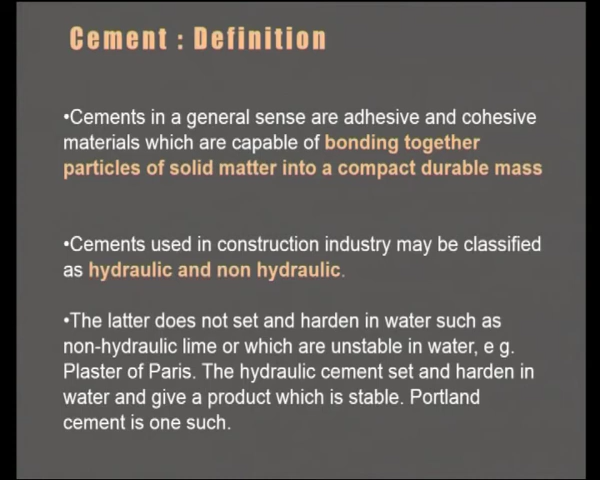 Cement : Definition
•Cements in a general sense are adhesive and cohesive
materials which are capable of bonding together
particles of solid matter into a compact durable mass
•Cements used in construction industry may be classified
as hydraulic and non hydraulic.
•The latter does not set and harden in water such as
non-hydraulic lime or which are unstable in water, e g.
Plaster of Paris. The hydraulic cement set and harden in
water and give a product which is stable. Portland
cement is one such.